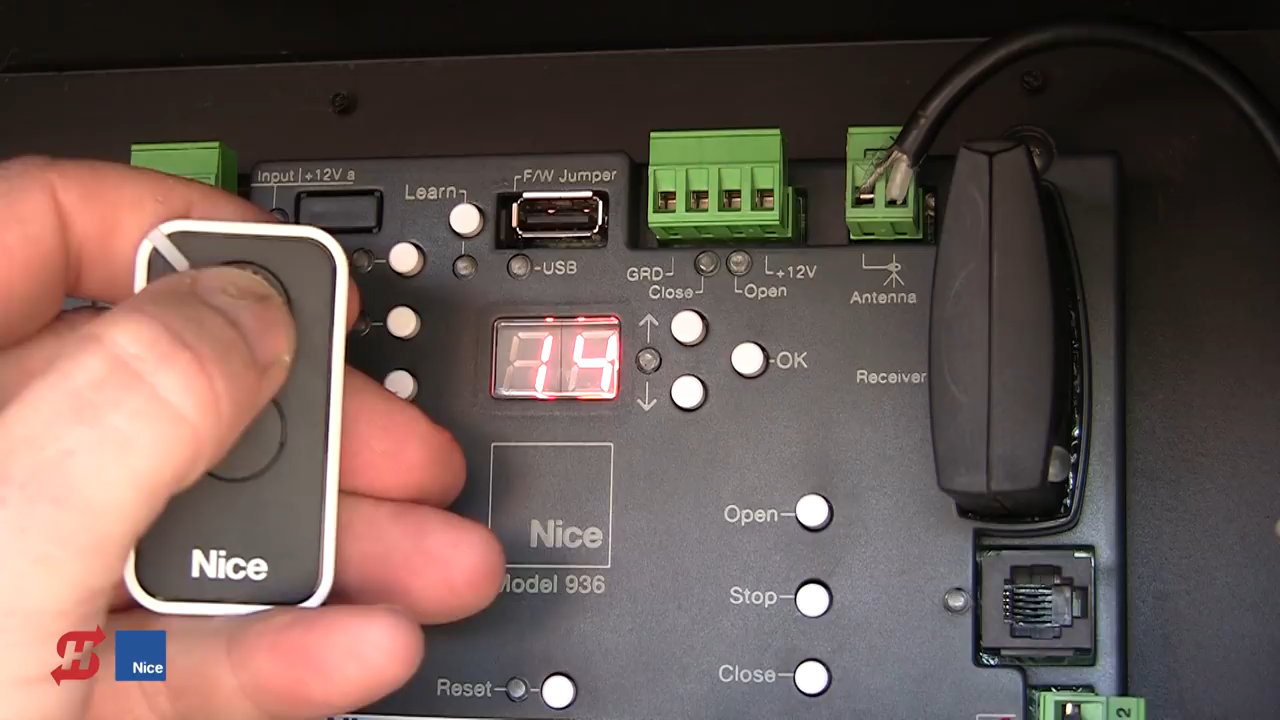 Input | +12V a
Learn
F/W Jumper
USB
GRD
+12V
Close
Open
Antenna
14
OK
Receiver
Nice
Model 936
Open
Stop
Close
Reset
Nice
H
Nice
2